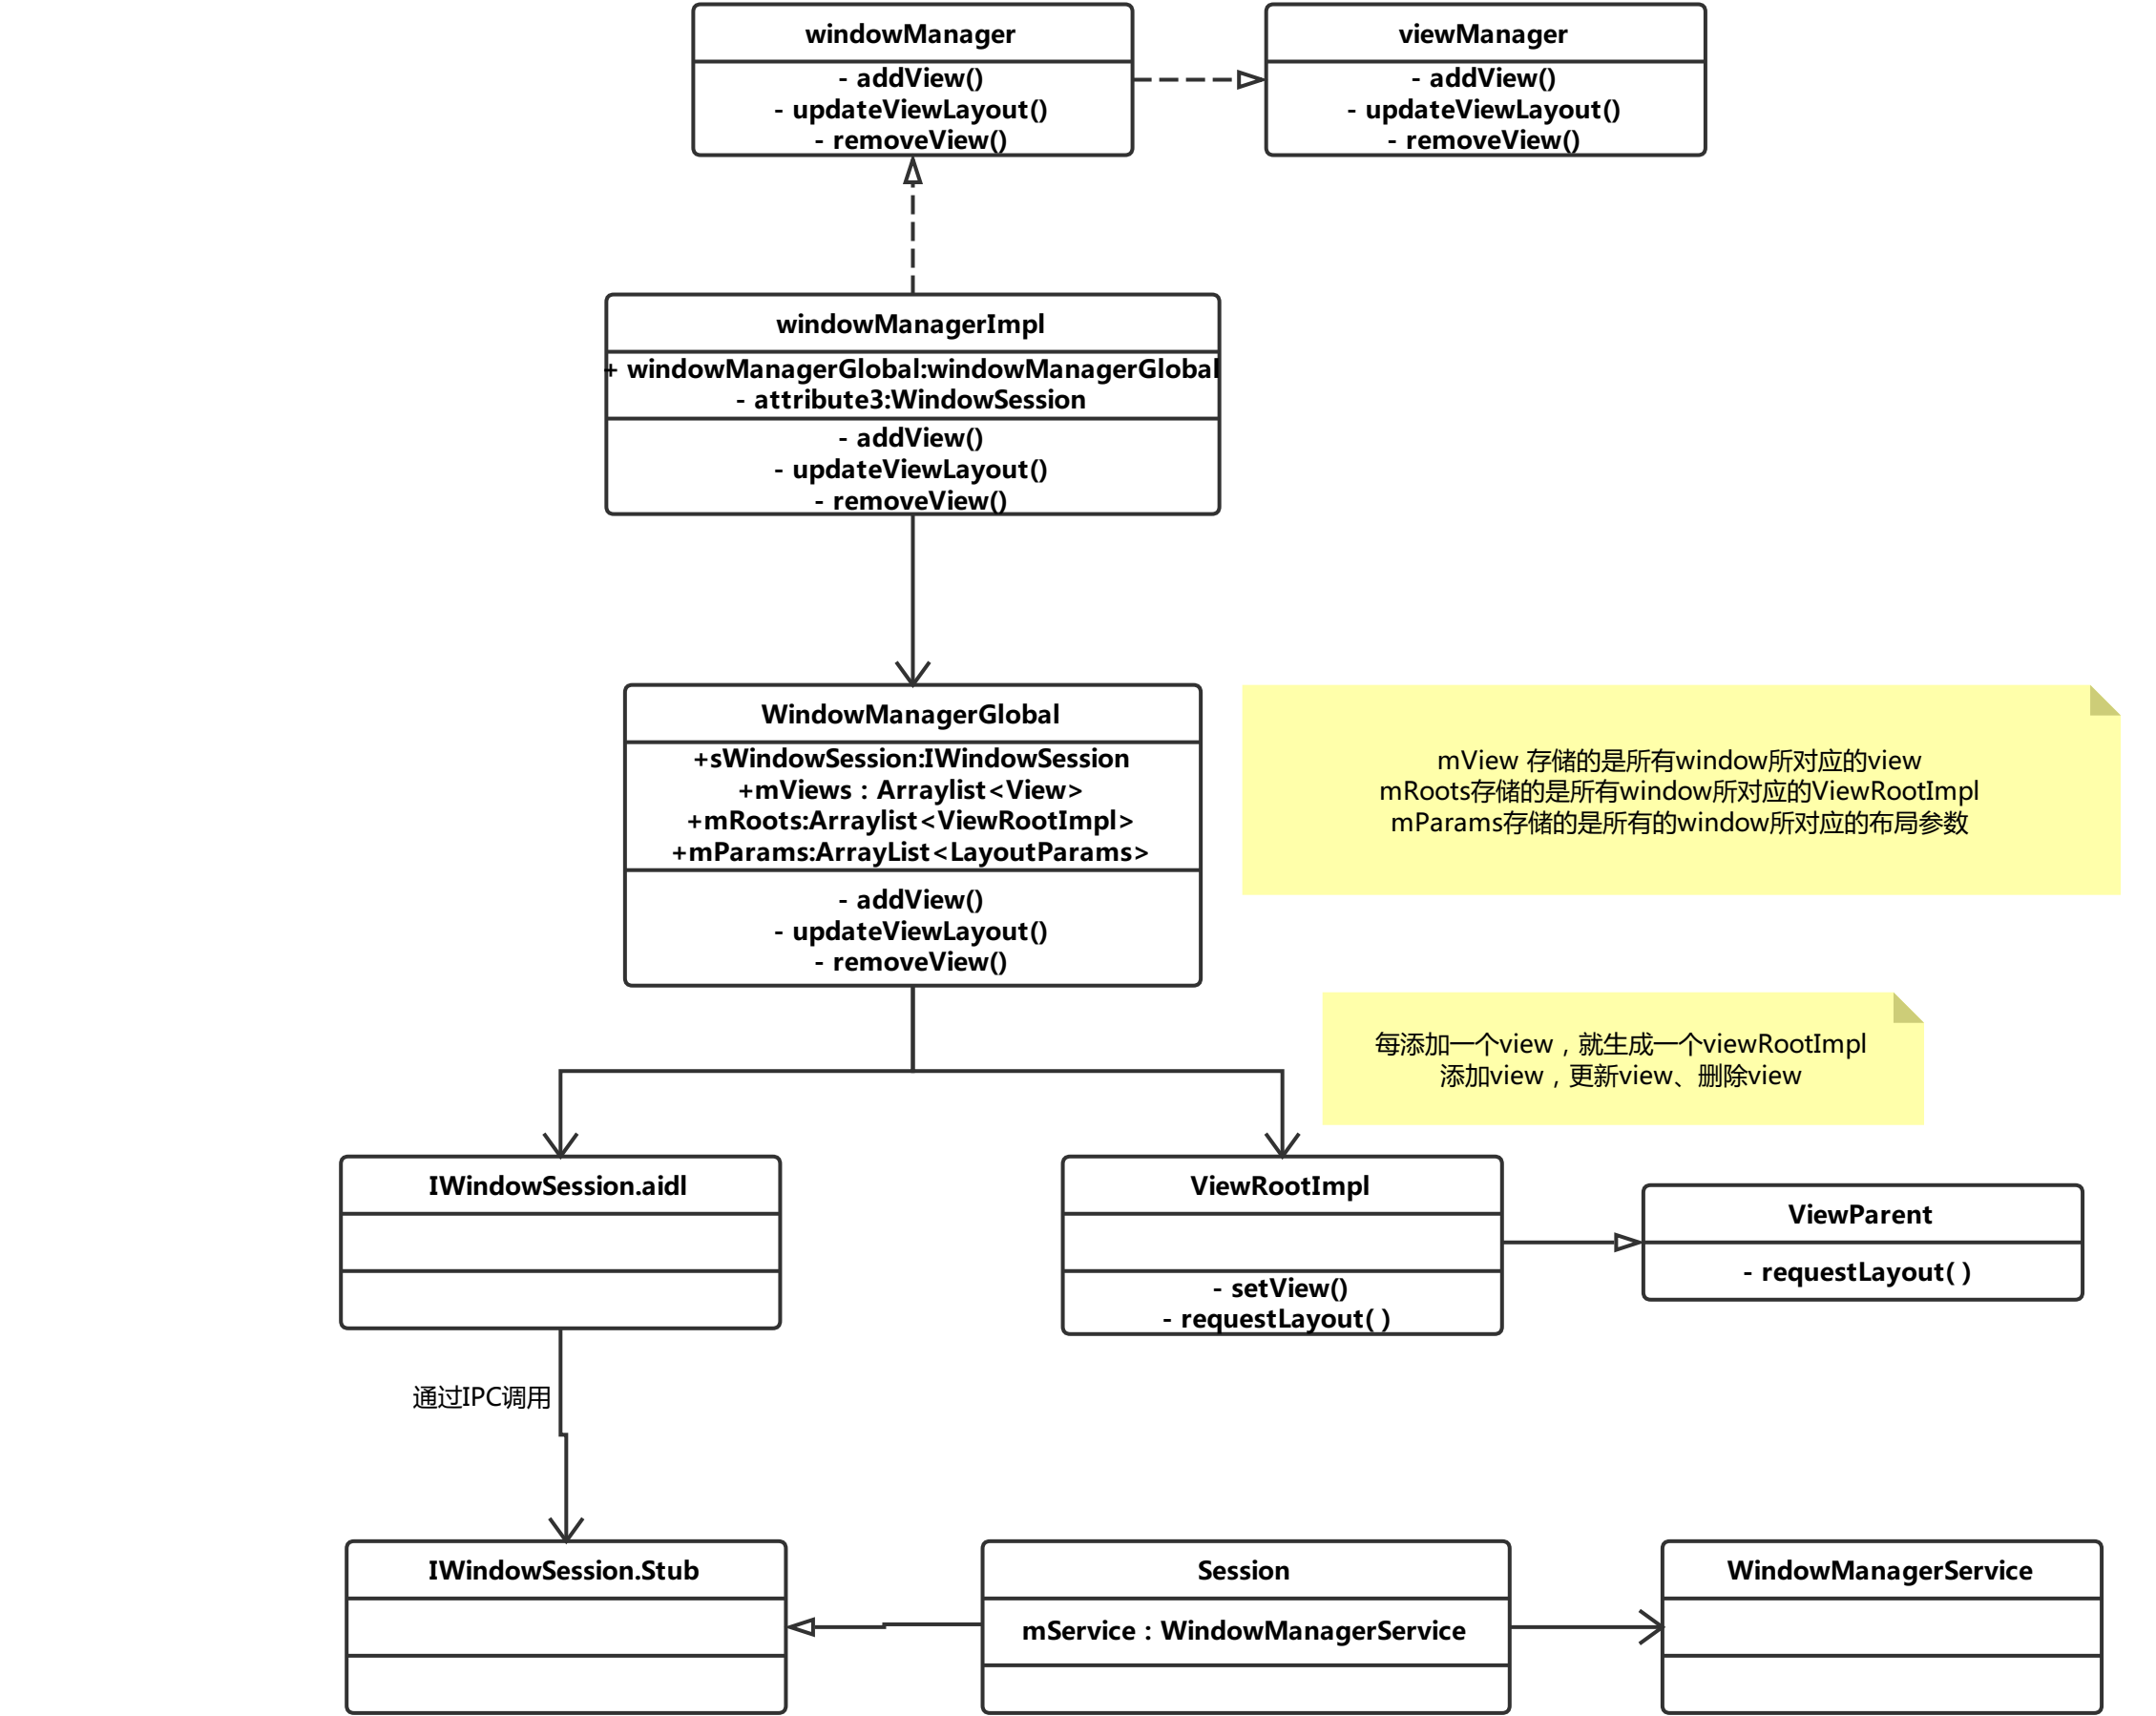 windowManager
- addView()
- updateViewLayout()
- removeView()
viewManager
- addView()
- updateViewLayout()
- removeView()
windowManagerImpl
+ windowManagerGlobal:windowManagerGlobal
- attribute3:WindowSession
- addView()
- updateViewLayout()
- removeView()
WindowManagerGlobal
+sWindowSession:IWindowSession
+mViews：Arraylist<View>
+mRoots:Arraylist<ViewRootImpl>
+mParams:ArrayList<LayoutParams>
- addView()
- updateViewLayout()
- removeView()
mView 存储的是所有window所对应的view
mRoots存储的是所有window所对应的ViewRootImpl
mParams存储的是所有的window所对应的布局参数
每添加一个view，就生成一个viewRootImpl
添加view，更新view、删除view
IWindowSession.aidl
ViewRootImpl
- setView()
- requestLayout( )
ViewParent
- requestLayout( )
通过IPC调用
IWindowSession.Stub
Session
mService：WindowManagerService
WindowManagerService